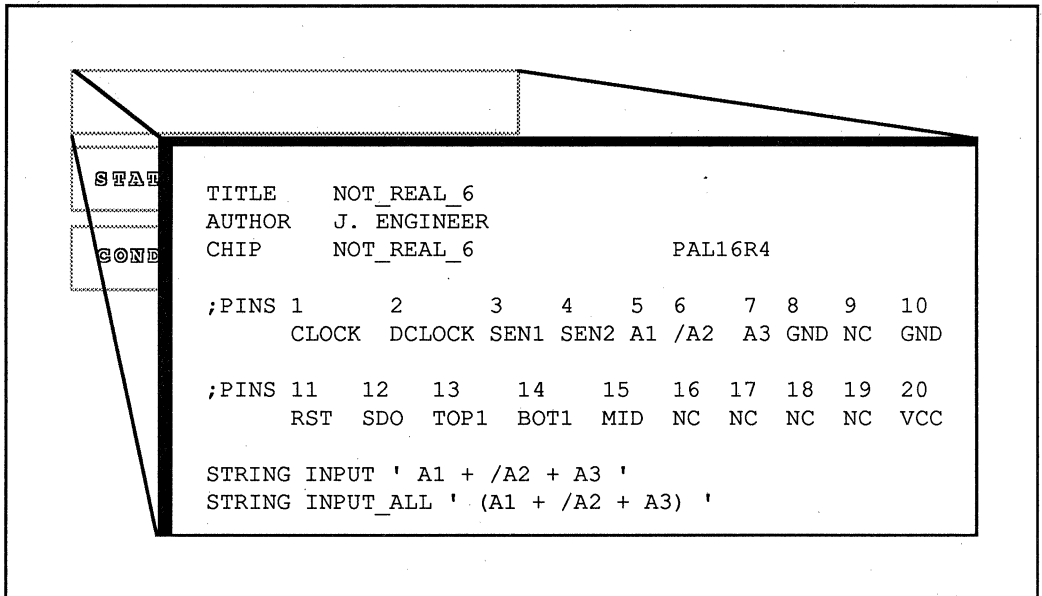 STAT
COND
TITLE NOT_REAL_6
AUTHOR J. ENGINEER
CHIP NOT_REAL_6 PAL16R4
;PINS 1 2 3 4 5 6 7 8 9 10
CLOCK DCLOCK SEN1 SEN2 A1 /A2 A3 GND NC GND
;PINS 11 12 13 14 15 16 17 18 19 20
RST SDO TOP1 BOT1 MID NC NC NC NC VCC
STRING INPUT ' A1 + /A2 + A3 '
STRING INPUT_ALL ' (A1 + /A2 + A3) '